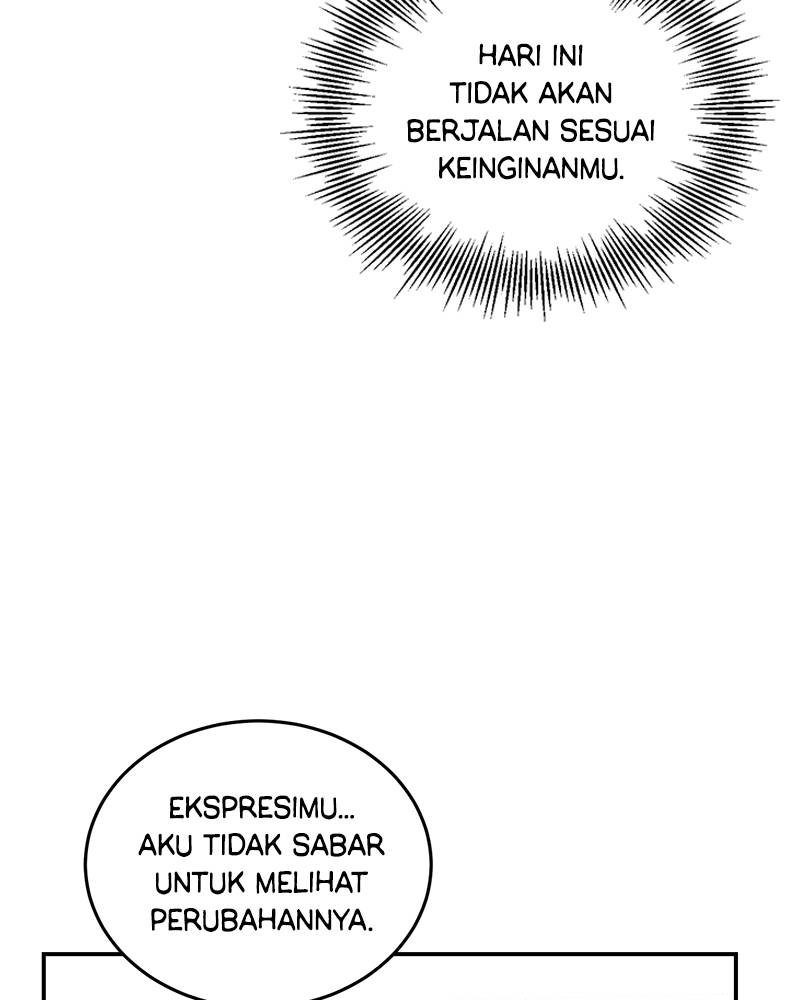 HARI INI
TIDAK AKAN
BERJALAN SESUAI
KEINGINANMU.
EKSPRESIMU...
AKU TIDAK SABAR
UNTUK MELIHAT
PERUBAHANNYA.